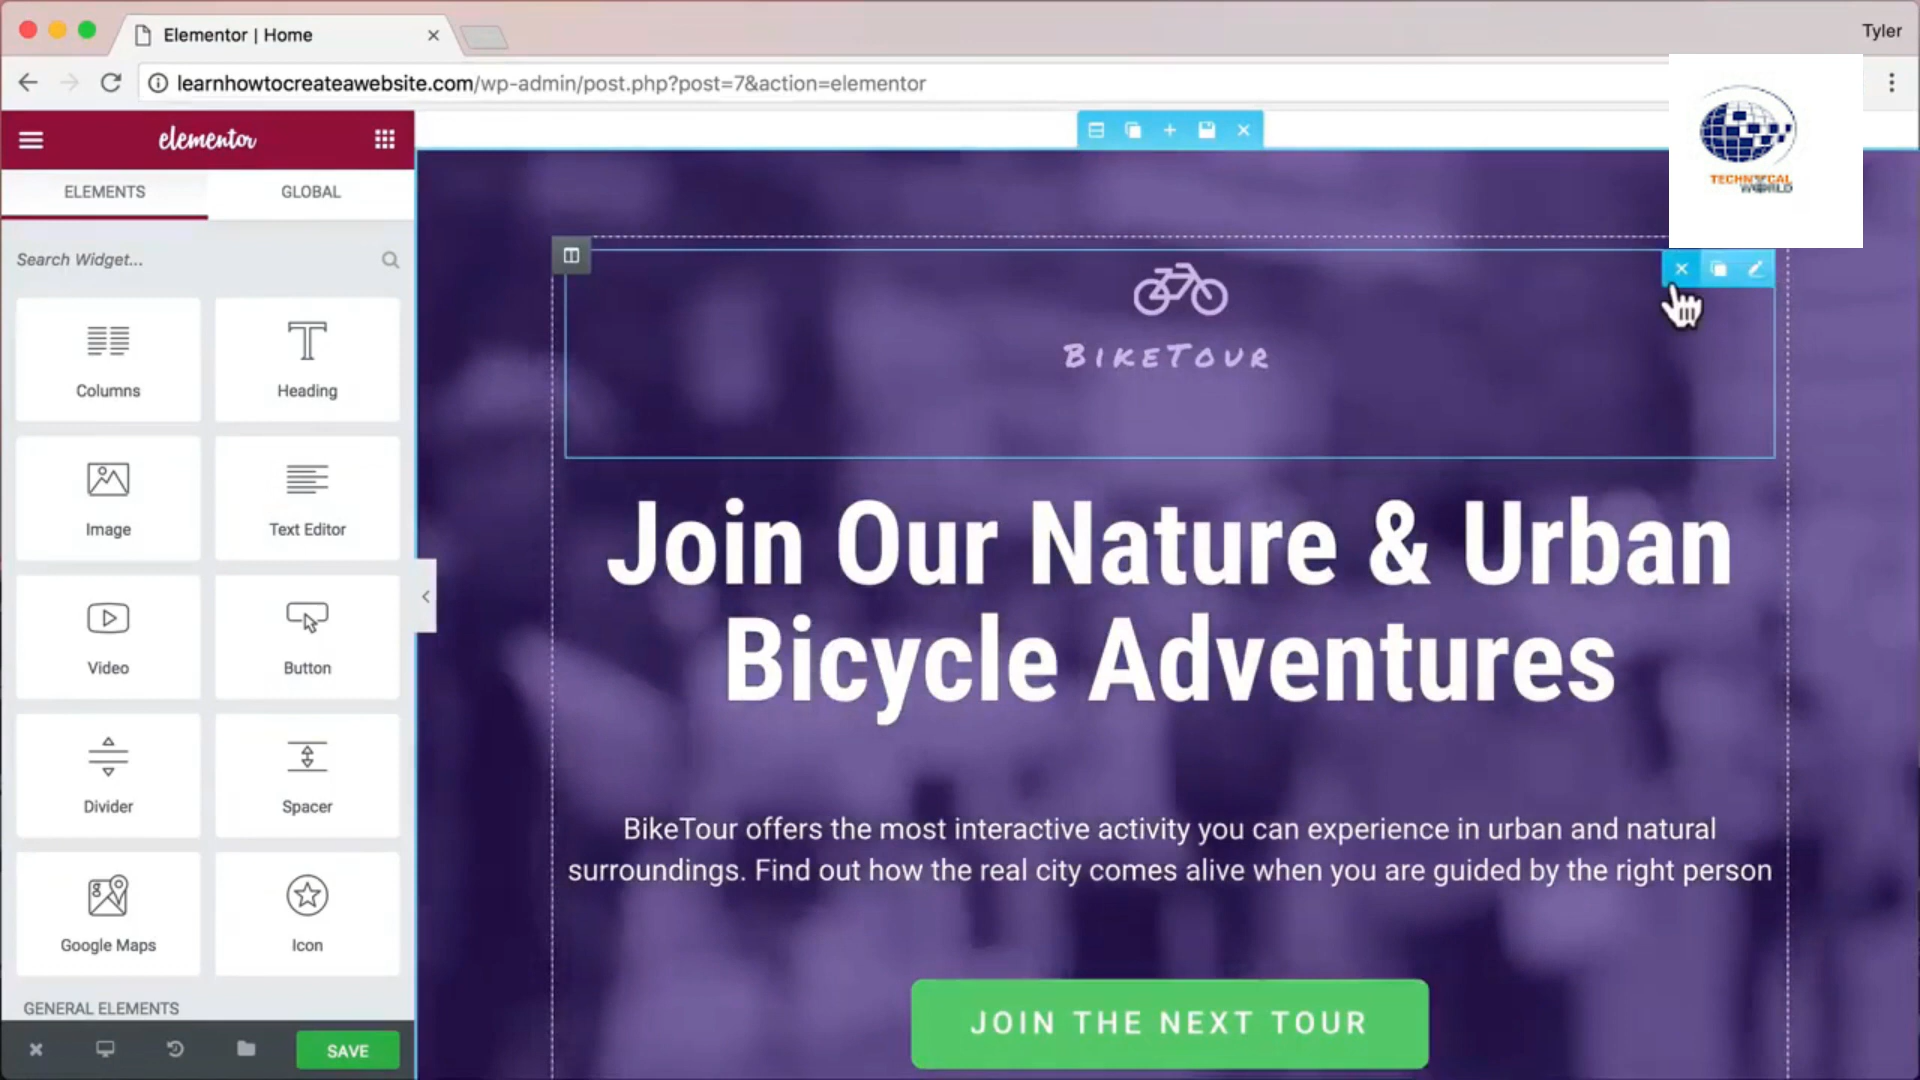 Elementor | Home
Tyler
learnhowtocreateawebsite.com/wp-admin/post.php?post=7&action=elementor
elementor
ELEMENTS
GLOBAL
Search Widget...
Columns
Heading
Image
Text Editor
Video
Button
Divider
Spacer
Google Maps
Icon
GENERAL ELEMENTS
SAVE
TECHNICAL
WORLD
BIKETOUR
Join Our Nature & Urban
Bicycle Adventures
BikeTour offers the most interactive activity you can experience in urban and natural
surroundings. Find out how the real city comes alive when you are guided by the right person
JOIN THE NEXT TOUR